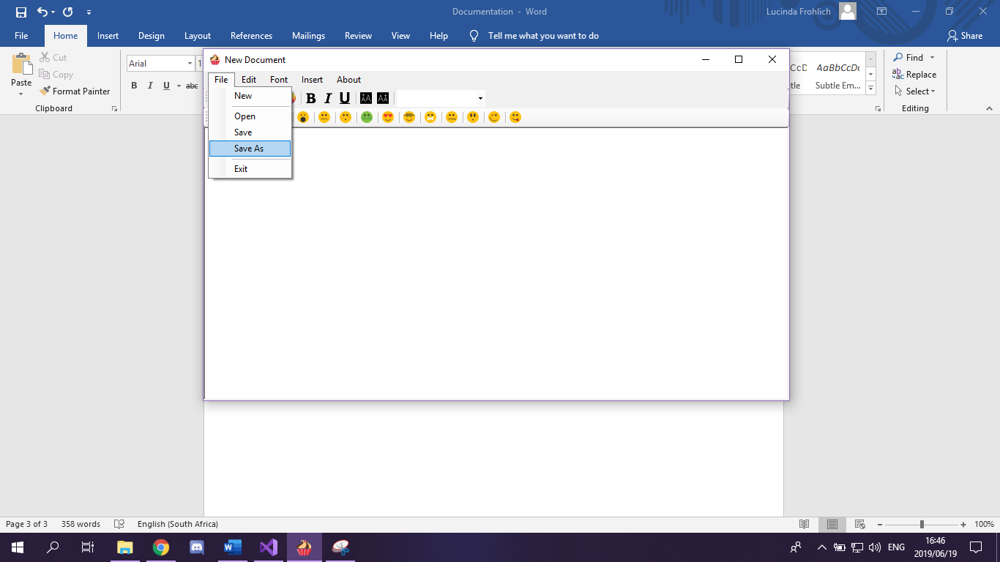 Documentation - Word
Lucinda Frohlich
File Home Insert Design Layout References Mailings Review View Help Tell me what you want to do Share
Cut
Copy
Paste
Format Painter
Clipboard
Arial
B I U abc
New Document
File Edit Font Insert About
New
Open
Save
Save As
Exit
B I U AA AA
AaBbCcDc
Subtle Em...
Find
Replace
Select
Editing
Page 3 of 3 358 words English (South Africa) 100%
ENG
16:46
2019/06/19